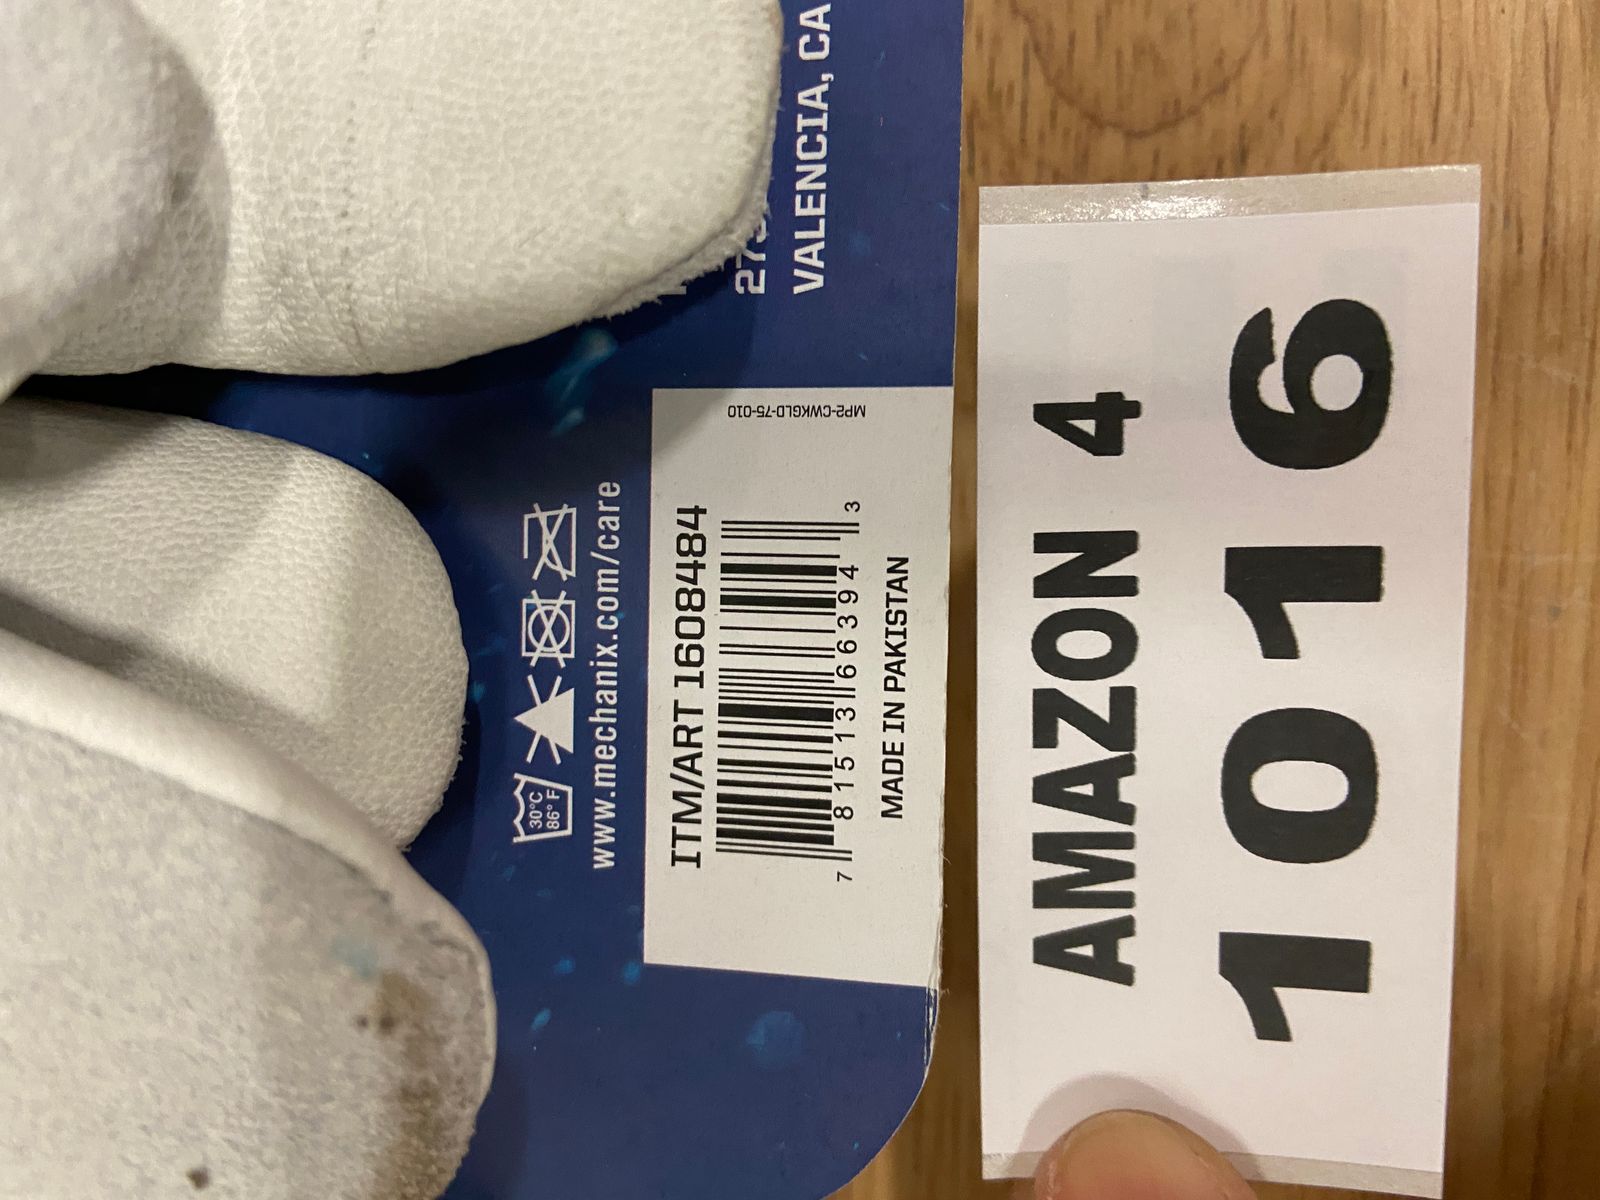 VALENCIA, CA
30°C
86°F
www.mechanix.com/care
ITM/ART 1608484
7 81513 66394 3
MADE IN PAKISTAN
MP2-CWKGLD-75-010
AMAZON 4
1016